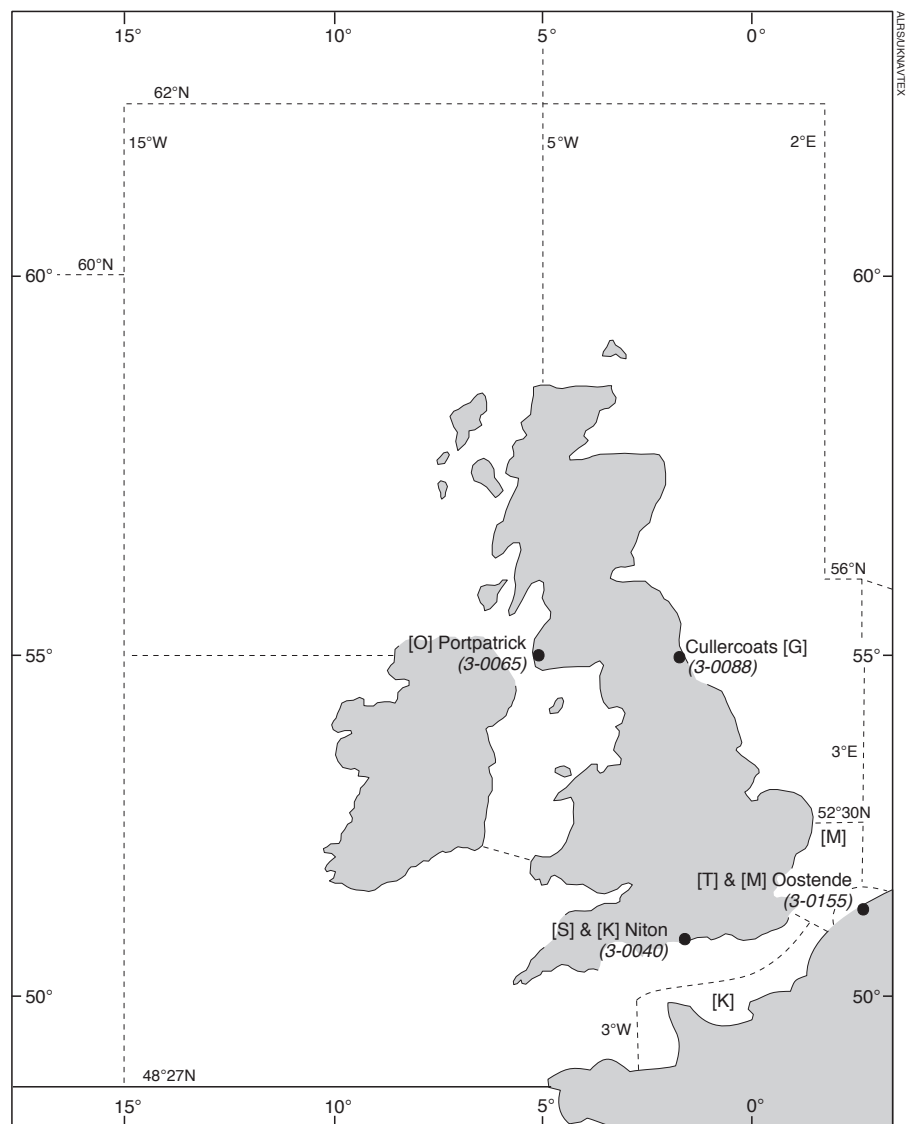 15°
10°
5°
0°
ALRS/UKNAVTEX
62°N
15°W
5°W
2°E
60°N
60°
60°
56°N
[O] Portpatrick
(3-0065)
Cullercoats [G]
(3-0088)
55°
55°
3°E
52°30N
[M]
[T] & [M] Oostende
(3-0155)
[S] & [K] Niton
(3-0040)
50°
[K]
50°
3°W
48°27N
15°
10°
5°
0°